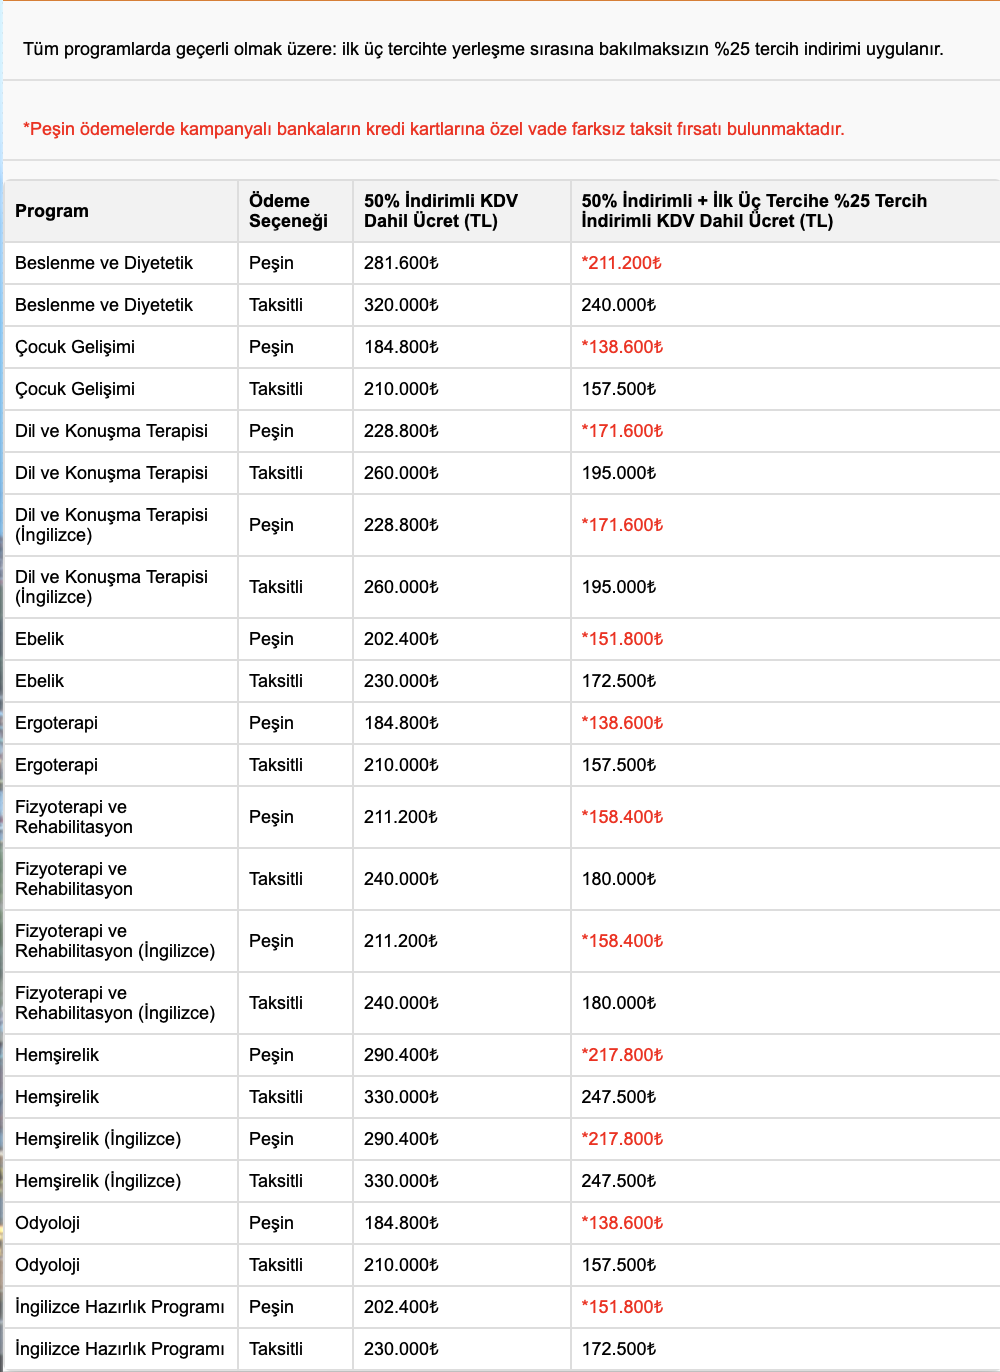 Tüm programlarda geçerli olmak üzere: ilk üç tercihte yerleşme sırasına bakılmaksızın %25 tercih indirimi uygulanır.
*Peşin ödemelerde kampanyalı bankaların kredi kartlarına özel vade farksız taksit fırsatı bulunmaktadır.
Program Ödeme Seçeneği 50% İndirimli KDV Dahil Ücret (TL) 50% İndirimli + İlk Üç Tercihe %25 Tercih İndirimli KDV Dahil Ücret (TL)
Beslenme ve Diyetetik Peşin 281.600₺ *211.200₺
Beslenme ve Diyetetik Taksitli 320.000₺ 240.000₺
Çocuk Gelişimi Peşin 184.800₺ *138.600₺
Çocuk Gelişimi Taksitli 210.000₺ 157.500₺
Dil ve Konuşma Terapisi Peşin 228.800₺ *171.600₺
Dil ve Konuşma Terapisi Taksitli 260.000₺ 195.000₺
Dil ve Konuşma Terapisi (İngilizce) Peşin 228.800₺ *171.600₺
Dil ve Konuşma Terapisi (İngilizce) Taksitli 260.000₺ 195.000₺
Ebelik Peşin 202.400₺ *151.800₺
Ebelik Taksitli 230.000₺ 172.500₺
Ergoterapi Peşin 184.800₺ *138.600₺
Ergoterapi Taksitli 210.000₺ 157.500₺
Fizyoterapi ve Rehabilitasyon Peşin 211.200₺ *158.400₺
Fizyoterapi ve Rehabilitasyon Taksitli 240.000₺ 180.000₺
Fizyoterapi ve Rehabilitasyon (İngilizce) Peşin 211.200₺ *158.400₺
Fizyoterapi ve Rehabilitasyon (İngilizce) Taksitli 240.000₺ 180.000₺
Hemşirelik Peşin 290.400₺ *217.800₺
Hemşirelik Taksitli 330.000₺ 247.500₺
Hemşirelik (İngilizce) Peşin 290.400₺ *217.800₺
Hemşirelik (İngilizce) Taksitli 330.000₺ 247.500₺
Odyoloji Peşin 184.800₺ *138.600₺
Odyoloji Taksitli 210.000₺ 157.500₺
İngilizce Hazırlık Programı Peşin 202.400₺ *151.800₺
İngilizce Hazırlık Programı Taksitli 230.000₺ 172.500₺